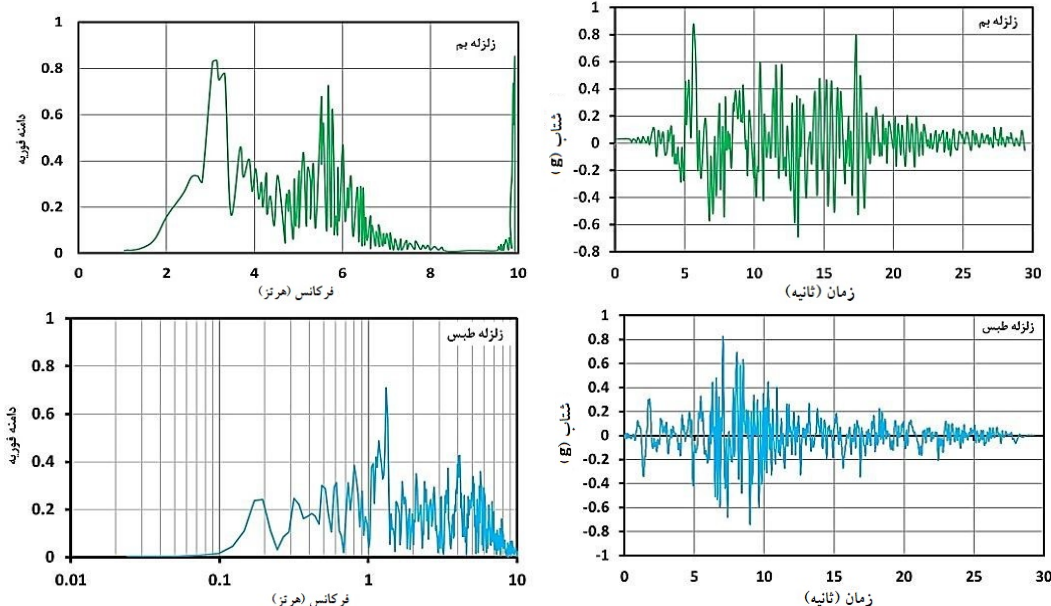 زلزله بم
دامنه فوریه
1
0.8
0.6
0.4
0.2
0
0 2 4 6 8 10
فرکانس (هرتز)
زلزله بم
شتاب (g)
1
0.8
0.6
0.4
0.2
0
-0.2
-0.4
-0.6
-0.8
0 5 10 15 20 25 30
زمان (ثانیه)
زلزله طبس
دامنه فوریه
1
0.8
0.6
0.4
0.2
0
0.01 0.1 1 10
فرکانس (هرتز)
زلزله طبس
شتاب (g)
1
0.8
0.6
0.4
0.2
0
-0.2
-0.4
-0.6
-0.8
-1
0 5 10 15 20 25 30
زمان (ثانیه)